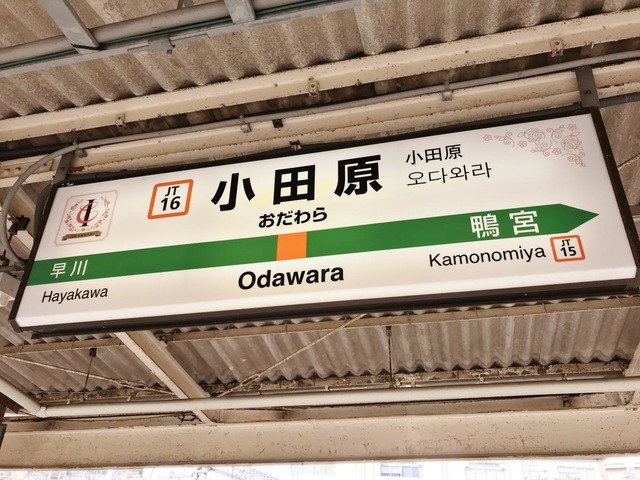 JT
16
小田原
小田原
오다와라
おだわら
早川
鴨宮
Hayakawa
Odawara
Kamonomiya
JT
15